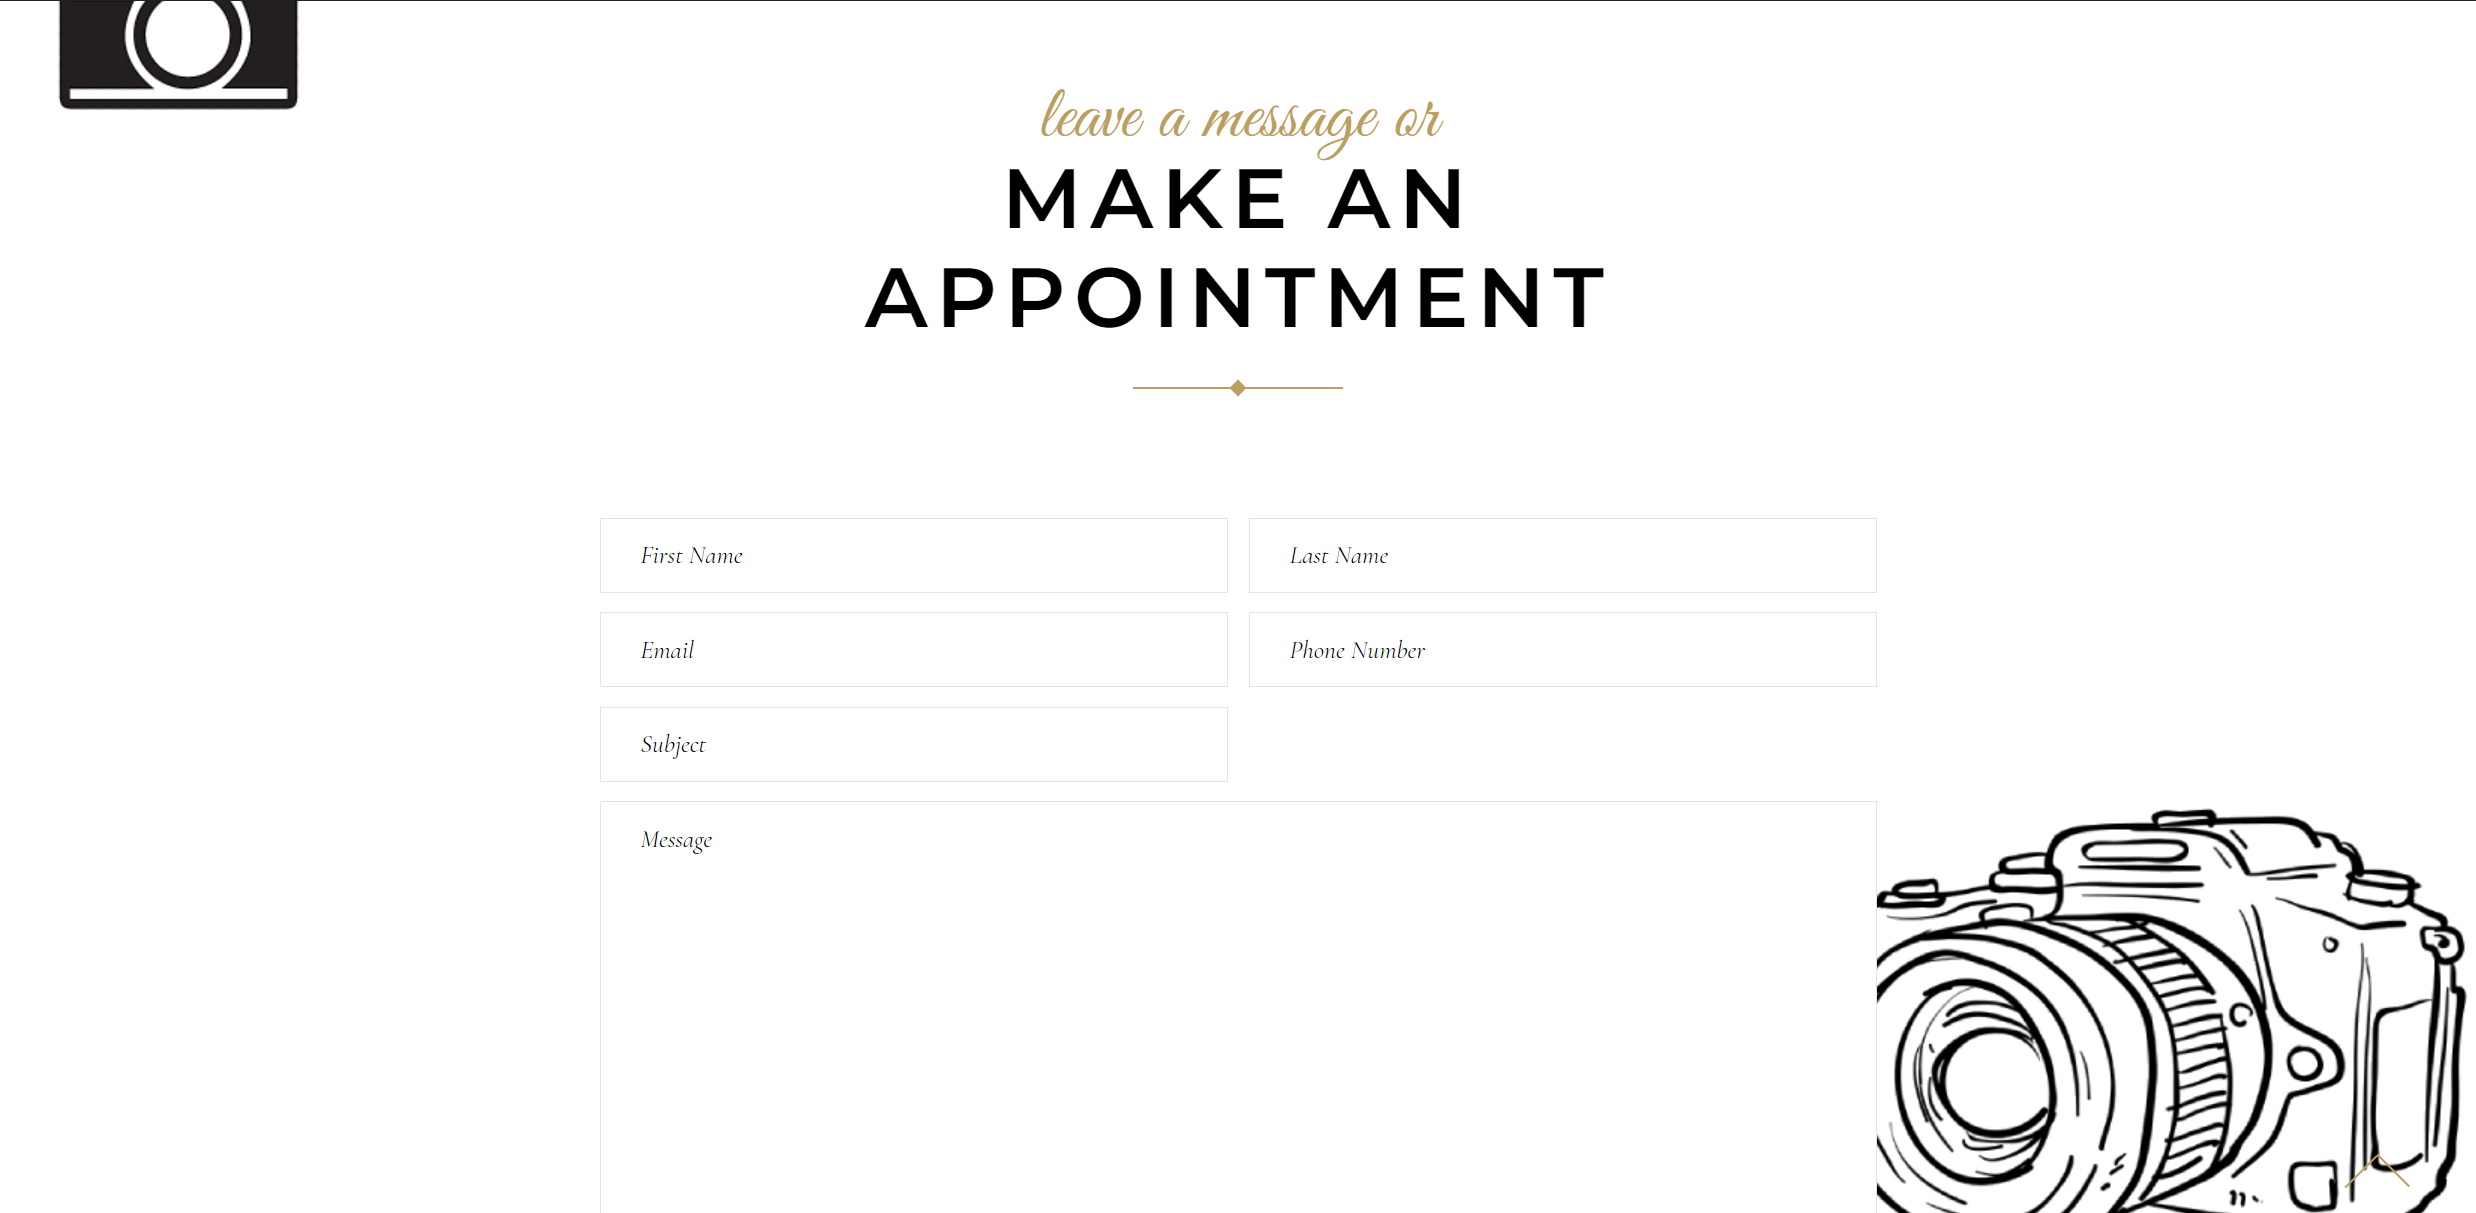 leave a message or
MAKE AN
APPOINTMENT
First Name
Last Name
Email
Phone Number
Subject
Message